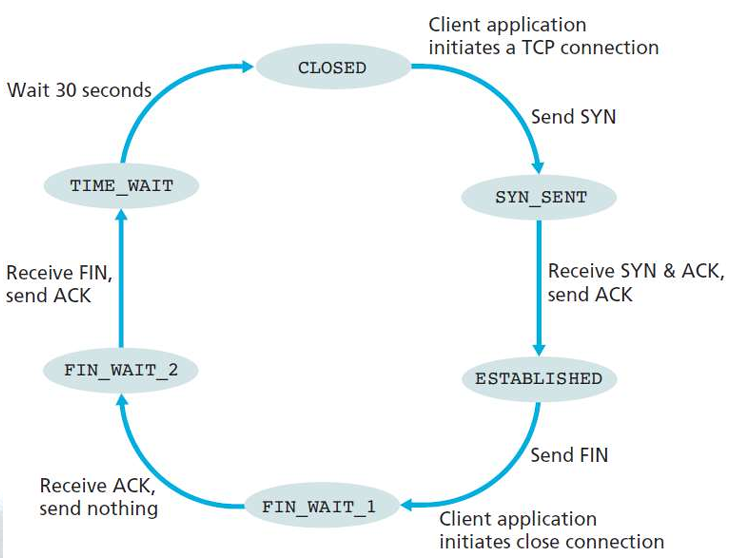 Client application
initiates a TCP connection
CLOSED
Wait 30 seconds
Send SYN
TIME_WAIT
SYN_SENT
Receive FIN,
send ACK
Receive SYN & ACK,
send ACK
FIN_WAIT_2
ESTABLISHED
Send FIN
Receive ACK,
send nothing
FIN_WAIT_1
Client application
initiates close connection